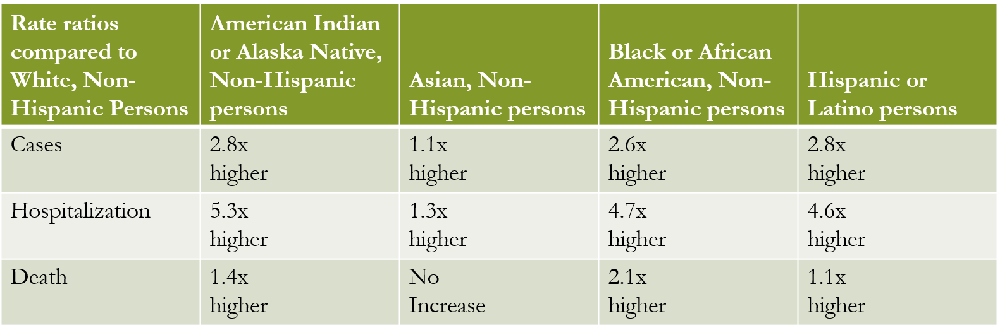 Rate ratios
compared to
White, Non-
Hispanic Persons
American Indian
or Alaska Native,
Non-Hispanic
persons
Asian, Non-
Hispanic persons
Black or African
American, Non-
Hispanic persons
Hispanic or
Latino persons
Cases
2.8x
higher
1.1x
higher
2.6x
higher
2.8x
higher
Hospitalization
5.3x
higher
1.3x
higher
4.7x
higher
4.6x
higher
Death
1.4x
higher
No
Increase
2.1x
higher
1.1x
higher